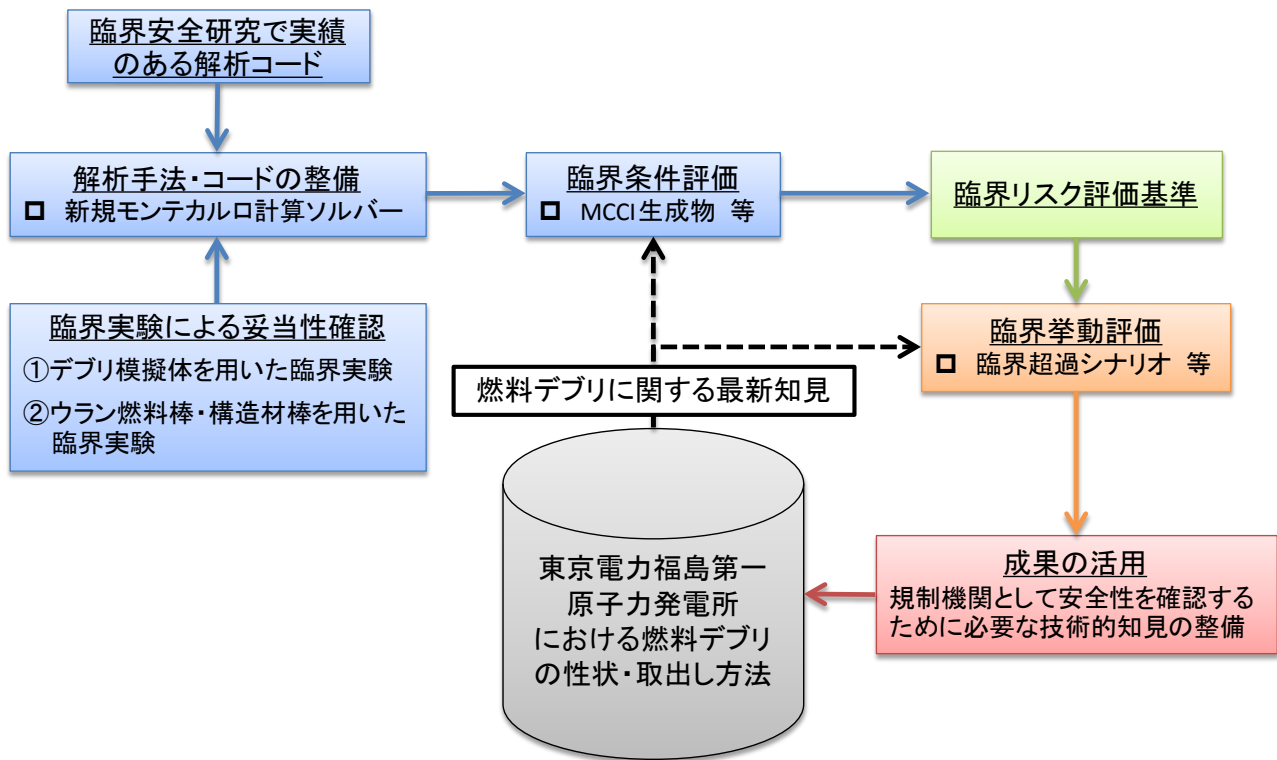 臨界安全研究で実績
のある解析コード
解析手法・コードの整備
新規モンテカルロ計算ソルバー
臨界条件評価
MCCI生成物 等
臨界リスク評価基準
臨界実験による妥当性確認
①デブリ模擬体を用いた臨界実験
②ウラン燃料棒・構造材棒を用いた
臨界実験
臨界挙動評価
臨界超過シナリオ 等
燃料デブリに関する最新知見
東京電力福島第一
原子力発電所
における燃料デブリ
の性状・取出し方法
成果の活用
規制機関として安全性を確認する
ために必要な技術的知見の整備